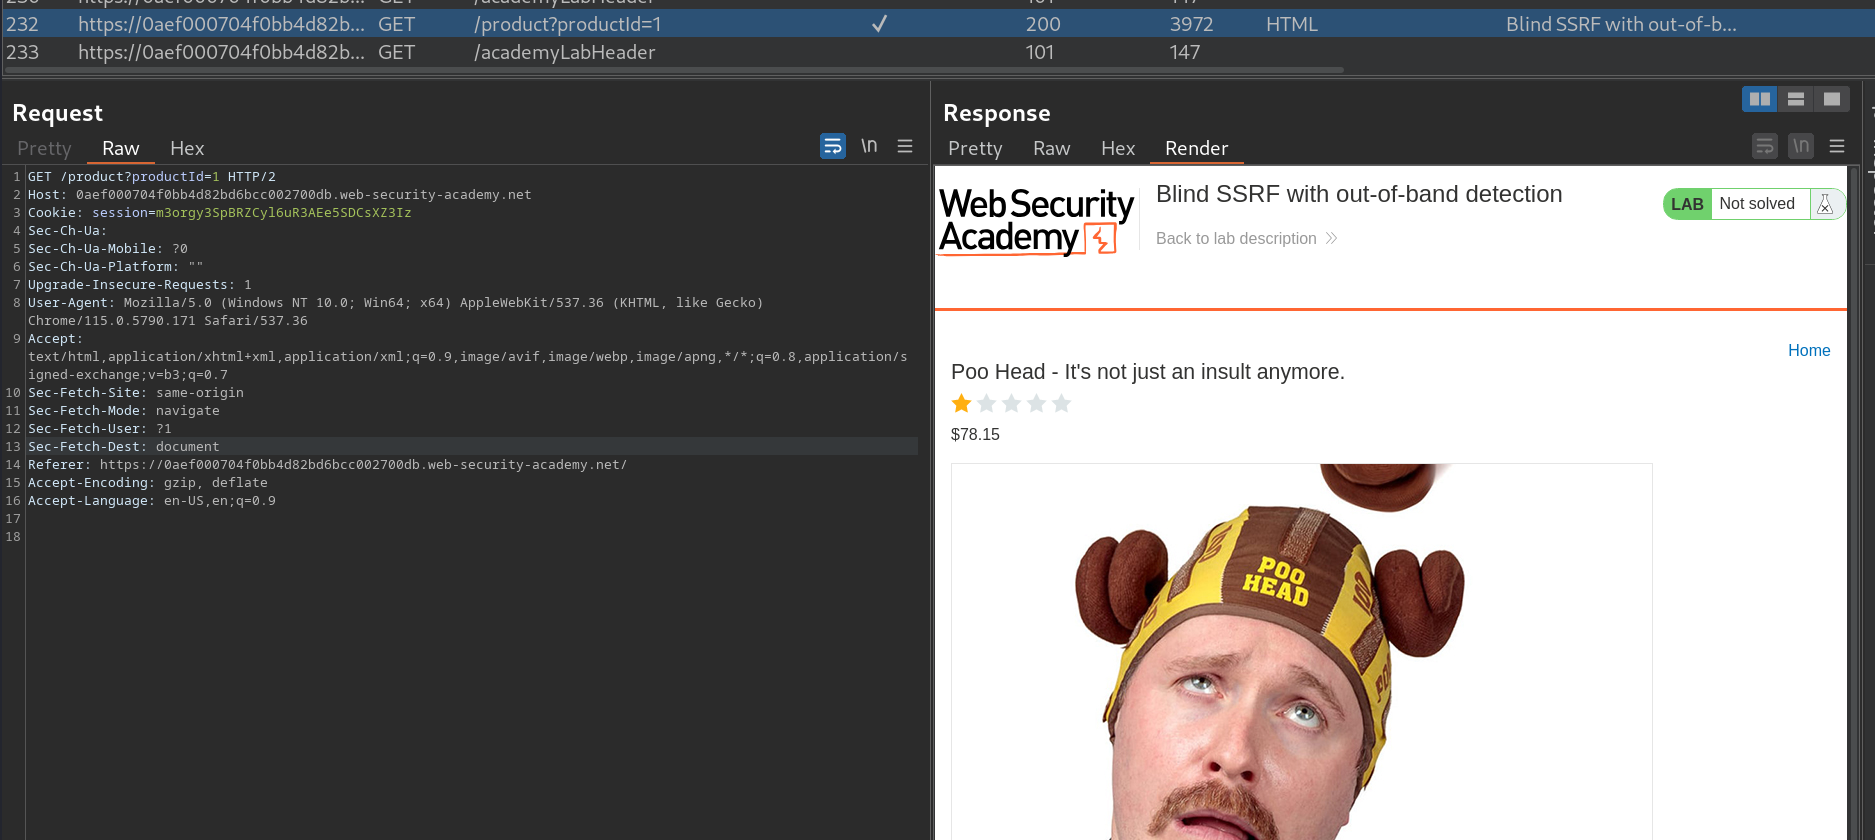 232 https://0aef000704f0bb4d82b... GET /product?productId=1 ✓ 200 3972 HTML Blind SSRF with out-of-b...
233 https://0aef000704f0bb4d82b... GET /academyLabHeader 101 147
Request
Pretty Raw Hex
\n
1 GET /product?productId=1 HTTP/2
2 Host: 0aef000704f0bb4d82bd6bcc002700db.web-security-academy.net
3 Cookie: session=m3orgy3SpBRZCyl6uR3AEe5SDCsXZ3Iz
4 Sec-Ch-Ua:
5 Sec-Ch-Ua-Mobile: ?0
6 Sec-Ch-Ua-Platform: ""
7 Upgrade-Insecure-Requests: 1
8 User-Agent: Mozilla/5.0 (Windows NT 10.0; Win64; x64) AppleWebKit/537.36 (KHTML, like Gecko)
Chrome/115.0.5790.171 Safari/537.36
9 Accept:
text/html,application/xhtml+xml,application/xml;q=0.9,image/avif,image/webp,image/apng,*/*;q=0.8,application/s
igned-exchange;v=b3;q=0.7
10 Sec-Fetch-Site: same-origin
11 Sec-Fetch-Mode: navigate
12 Sec-Fetch-User: ?1
13 Sec-Fetch-Dest: document
14 Referer: https://0aef000704f0bb4d82bd6bcc002700db.web-security-academy.net/
15 Accept-Encoding: gzip, deflate
16 Accept-Language: en-US,en;q=0.9
17
18
Response
Pretty Raw Hex Render
\n
Web Security
Academy
Blind SSRF with out-of-band detection
Back to lab description
LAB Not solved
Home
Poo Head - It's not just an insult anymore.
$78.15
POO
HEAD